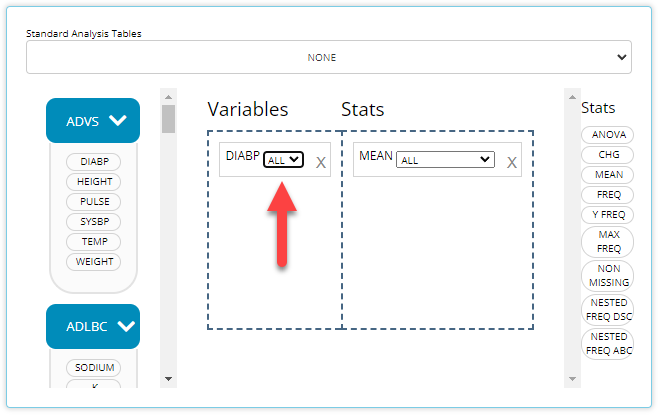 Standard Analysis Tables
NONE
ADVS
DIABP
HEIGHT
PULSE
SYSBP
TEMP
WEIGHT
ADLBC
SODIUM
K
Variables
DIABP ALL X
Stats
MEAN ALL X
Stats
ANOVA
CHG
MEAN
FREQ
Y FREQ
MAX
FREQ
NON
MISSING
NESTED
FREQ DSC
NESTED
FREQ ABC